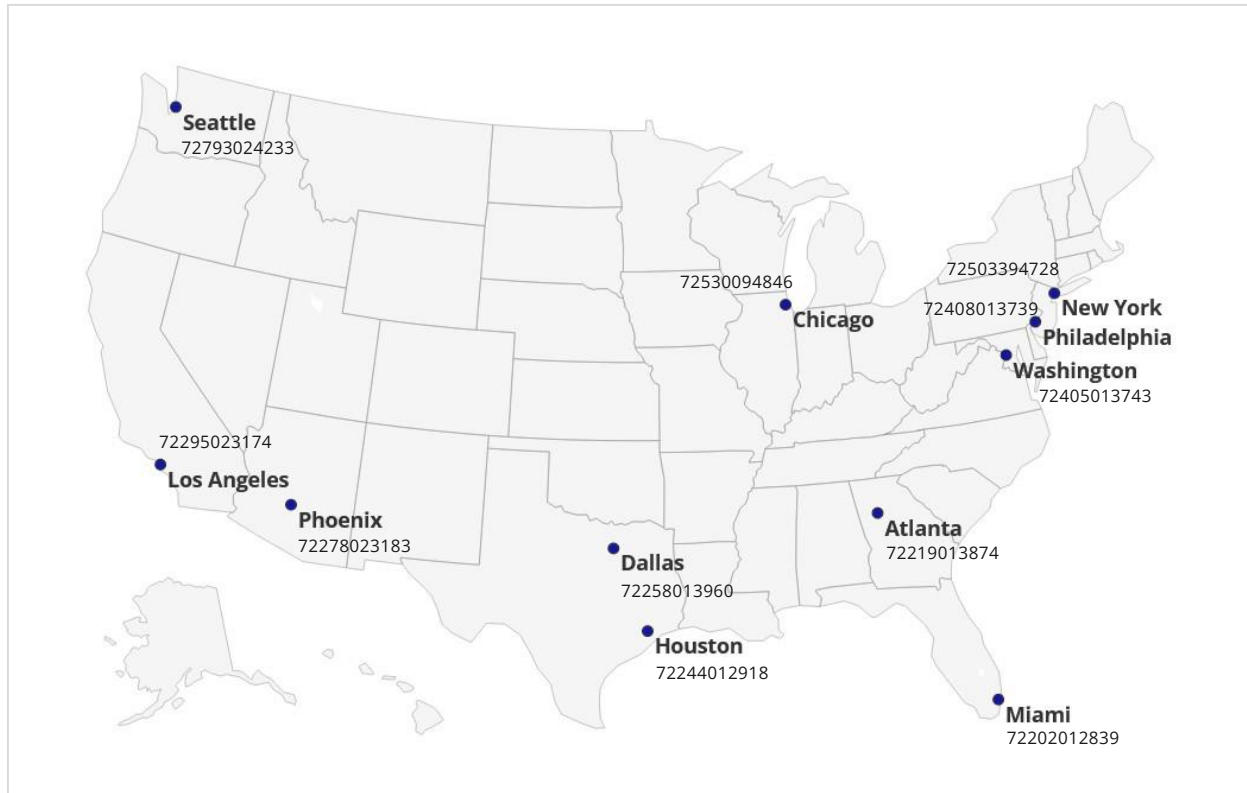 Seattle
72793024233
72530094846
Chicago
72503394728
New York
72408013739
Philadelphia
Washington
72405013743
72295023174
Los Angeles
Phoenix
72278023183
Atlanta
72219013874
Dallas
72258013960
Houston
72244012918
Miami
72202012839